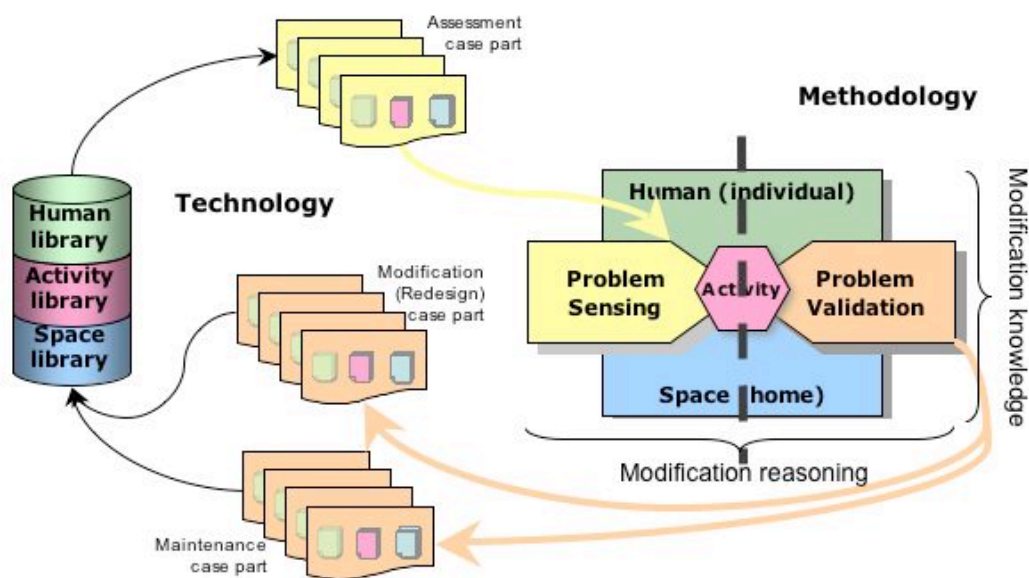 Assessment
case part
Methodology
Human
library
Activity
library
Space
library
Technology
Human (individual)
Problem
Sensing
Activity
Problem
Validation
Space (home)
Modification knowledge
Modification
(Redesign)
case part
Modification reasoning
Maintenance
case part